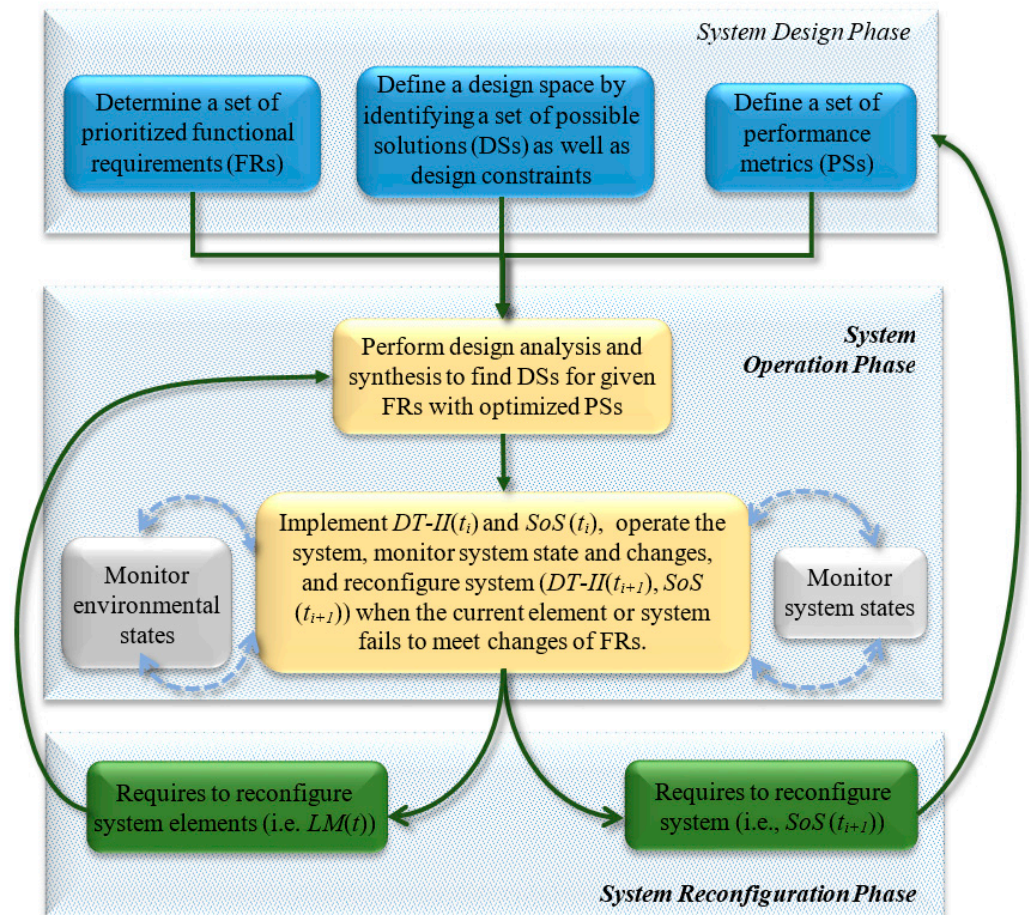 System Design Phase
Determine a set of
prioritized functional
requirements (FRs)
Define a design space by
identifying a set of possible
solutions (DSs) as well as
design constraints
Define a set of
performance
metrics (PSs)
System
Operation Phase
Perform design analysis and
synthesis to find DSs for given
FRs with optimized PSs
Monitor
environmental
states
Implement DT-II(tᵢ) and SoS (tᵢ), operate the
system, monitor system state and changes,
and reconfigure system (DT-II(tᵢ₊₁), SoS
(tᵢ₊₁)) when the current element or system
fails to meet changes of FRs.
Monitor
system states
Requires to reconfigure
system elements (i.e. LM(t))
Requires to reconfigure
system (i.e., SoS (tᵢ₊₁))
System Reconfiguration Phase